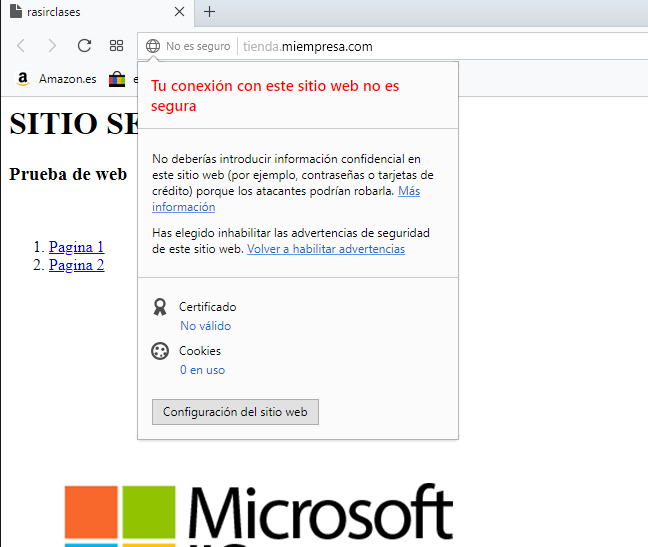 rasirclases
No es seguro tienda.miempresa.com
Amazon.es
Tu conexión con este sitio web no es
segura
SITIO
Prueba de web
No deberías introducir información confidencial en
este sitio web (por ejemplo, contraseñas o tarjetas de
crédito) porque los atacantes podrían robarla. Más
información
Has elegido inhabilitar las advertencias de seguridad
de este sitio web. Volver a habilitar advertencias
1. Pagina 1
2. Pagina 2
Certificado
No válido
Cookies
0 en uso
Configuración del sitio web
Microsoft